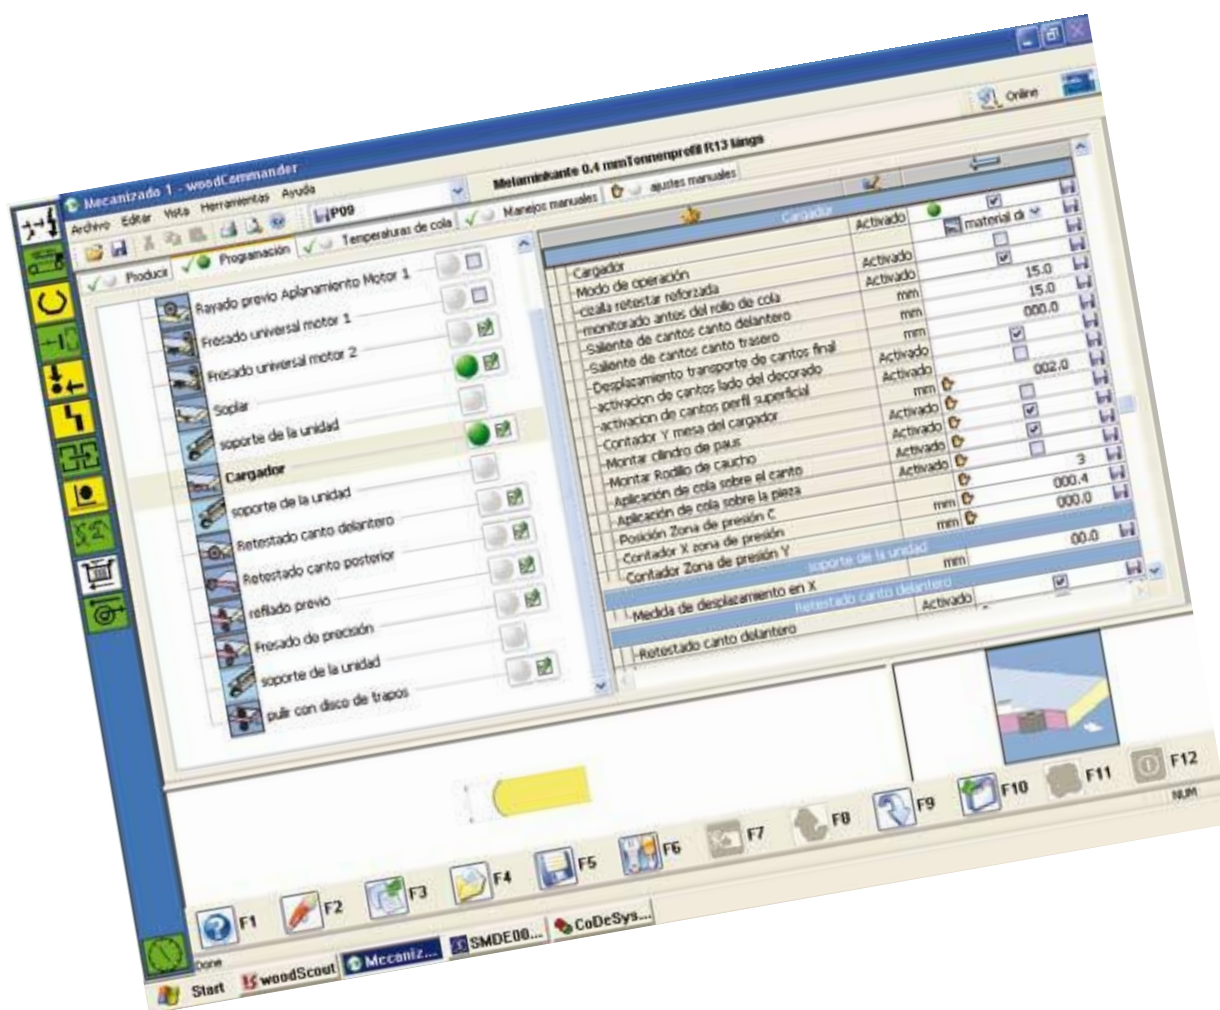 Mecanizado 1 - woodCommander
Archivo Editar Vista Herramientas Ayuda
P09
Melaminkante 0.4 mmTonnenprofil R13 längs
Online
Producir
Programación
Temperaturas de cola
Manejos manuales
ajustes manuales
Rayado previo Aplanamiento Motor 1
Fresado universal motor 1
Fresado universal motor 2
Soplar
soporte de la unidad
Cargador
soporte de la unidad
Retestado canto delantero
Retestado canto posterior
refilado previo
Fresado de precisión
soporte de la unidad
pulir con disco de trapos
Cargador
Cargador Activado
Modo de operación material di
cizalla retestar reforzada Activado
monitorado antes del rollo de cola Activado
Saliente de cantos canto delantero mm 15.0
Saliente de cantos canto trasero mm 15.0
Desplazamiento transporte de cantos final mm 000.0
activacion de cantos lado del decorado Activado
activacion de cantos perfil superficial Activado
Contador Y mesa del cargador mm 002.0
Montar cilindro de paus Activado
Montar Rodillo de caucho Activado
Aplicación de cola sobre el canto Activado
Aplicación de cola sobre la pieza Activado
Posición Zona de presión C 3
Contador X zona de presión mm 000.4
Contador Zona de presión Y mm 000.0
soporte de la unidad
Medida de desplazamiento en X mm 00.0
Retestado canto delantero
Retestado canto delantero Activado
F1 F2 F3 F4 F5 F6 F7 F8 F9 F10 F11 F12
Done
NUM
Start
woodScout
Mecaniz...
SMDE00...
CoDeSys...